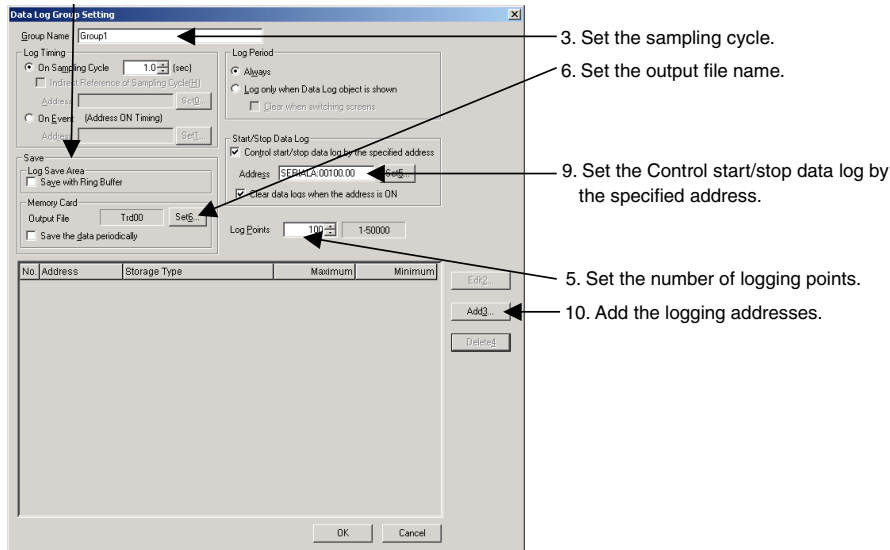 Data Log Group Setting
Group Name Group1
3. Set the sampling cycle.
Log Timing
On Sampling Cycle 1.0 (sec)
Indirect Reference of Sampling Cycle(H)
Address Set0...
On Event (Address ON Timing)
Address Set1...
Log Period
Always
Log only when Data Log object is shown
Clear when switching screens
6. Set the output file name.
Save
Log Save Area
Save with Ring Buffer
Memory Card
Output File Trd00 Set6...
Save the data periodically
Start/Stop Data Log
Control start/stop data log by the specified address
Address SERIALA:00100.00 Set5...
Clear data logs when the address is ON
9. Set the Control start/stop data log by
the specified address.
Log Points 100 1-50000
5. Set the number of logging points.
No. Address Storage Type Maximum Minimum
Edit2...
Add3...
10. Add the logging addresses.
Delete4
OK Cancel